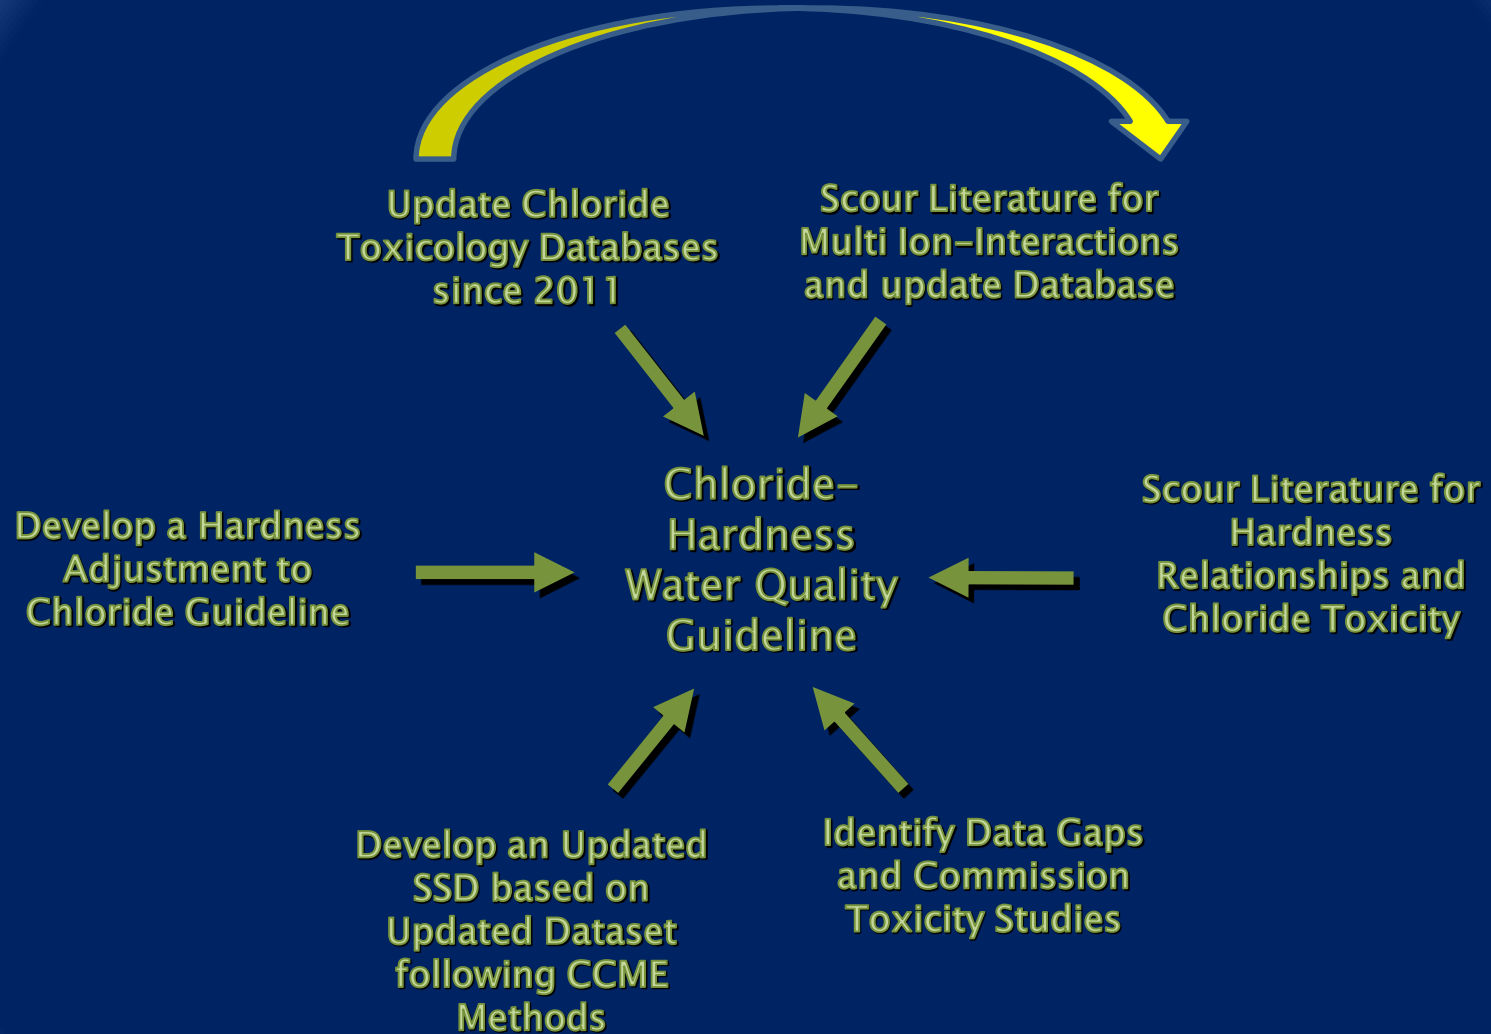 Update Chloride
Toxicology Databases
since 2011
Scour Literature for
Multi Ion-Interactions
and update Database
Scour Literature for
Hardness
Relationships and
Chloride Toxicity
Identify Data Gaps
and Commission
Toxicity Studies
Develop an Updated
SSD based on
Updated Dataset
following CCME
Methods
Develop a Hardness
Adjustment to
Chloride Guideline
Chloride-
Hardness
Water Quality
Guideline